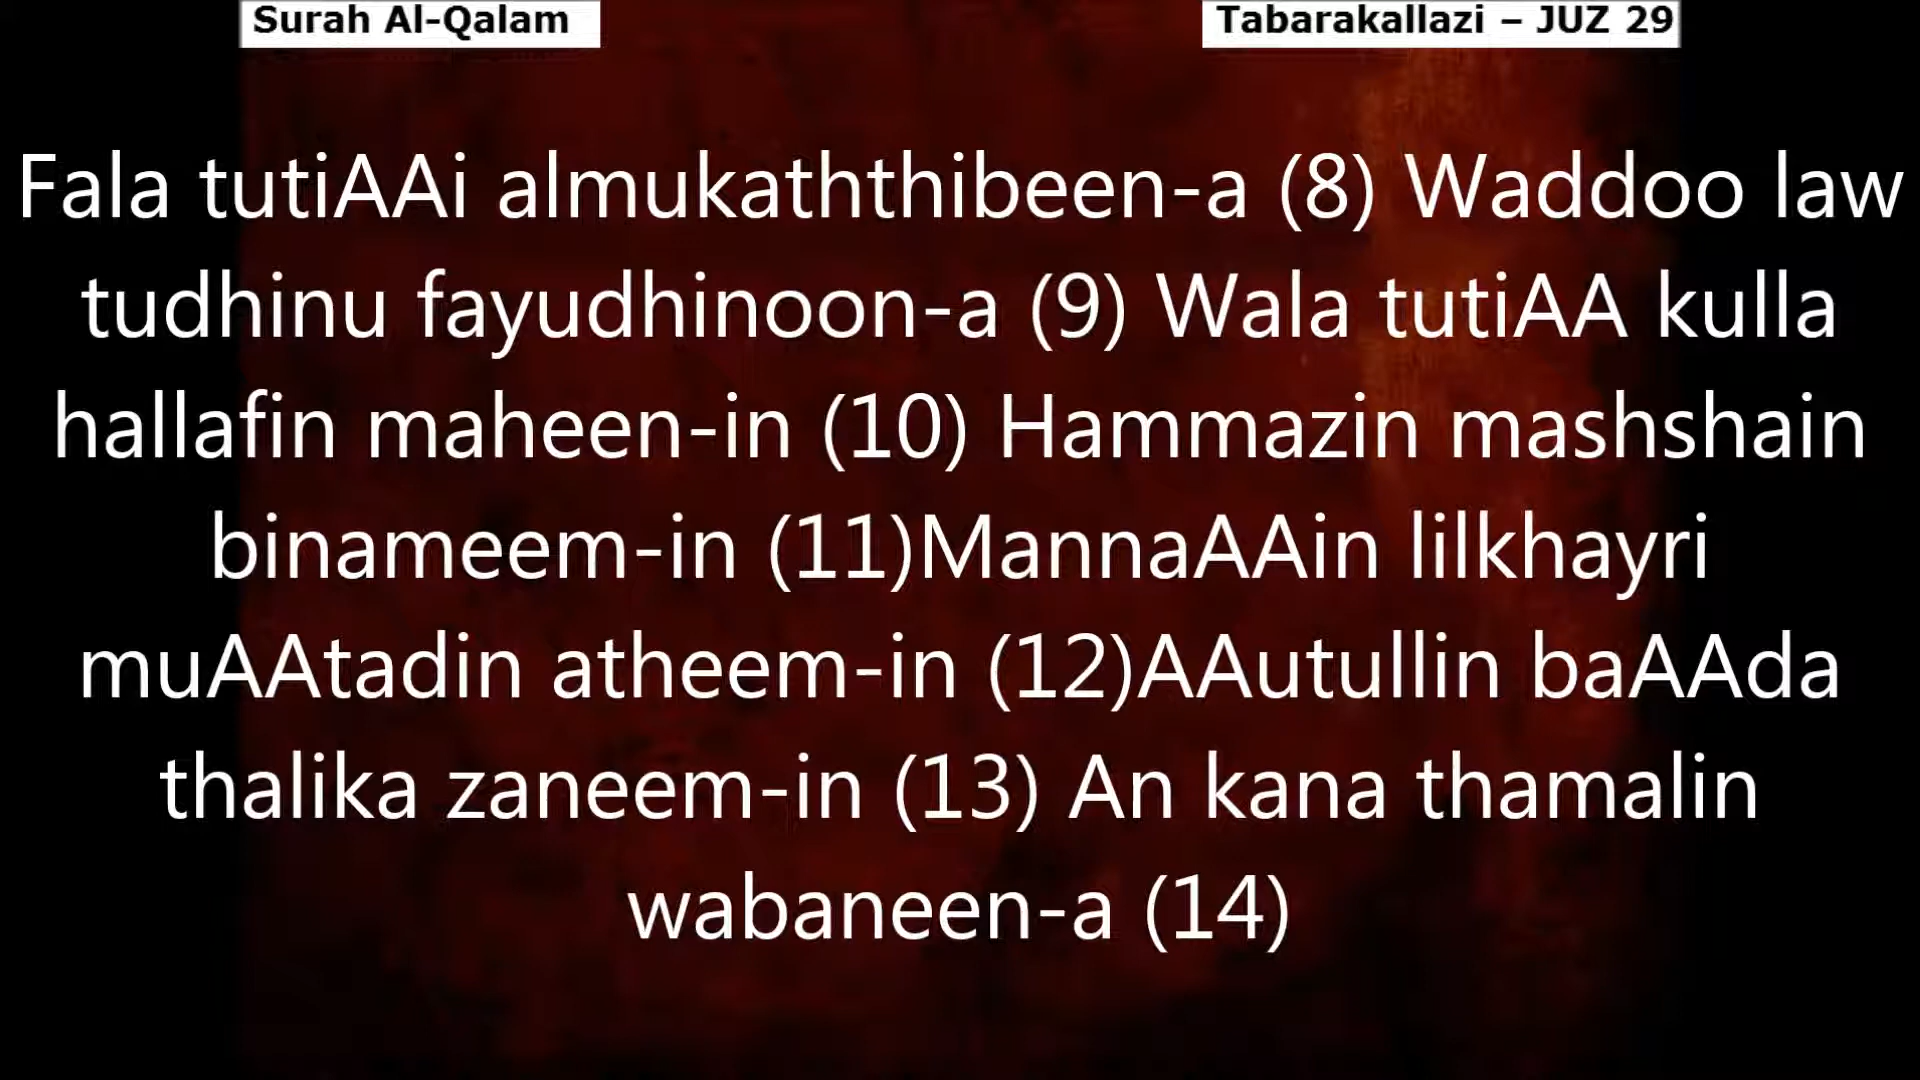 Surah Al-Qalam
Tabarakallazi – JUZ 29
Fala tutiAAi almukaththibeen-a (8) Waddoo law
tudhinu fayudhinoon-a (9) Wala tutiAA kulla
hallafin maheen-in (10) Hammazin mashshain
binameem-in (11)MannaAAin lilkhayri
muAAtadin atheem-in (12)AAutullin baAAda
thalika zaneem-in (13) An kana thamalin
wabaneen-a (14)